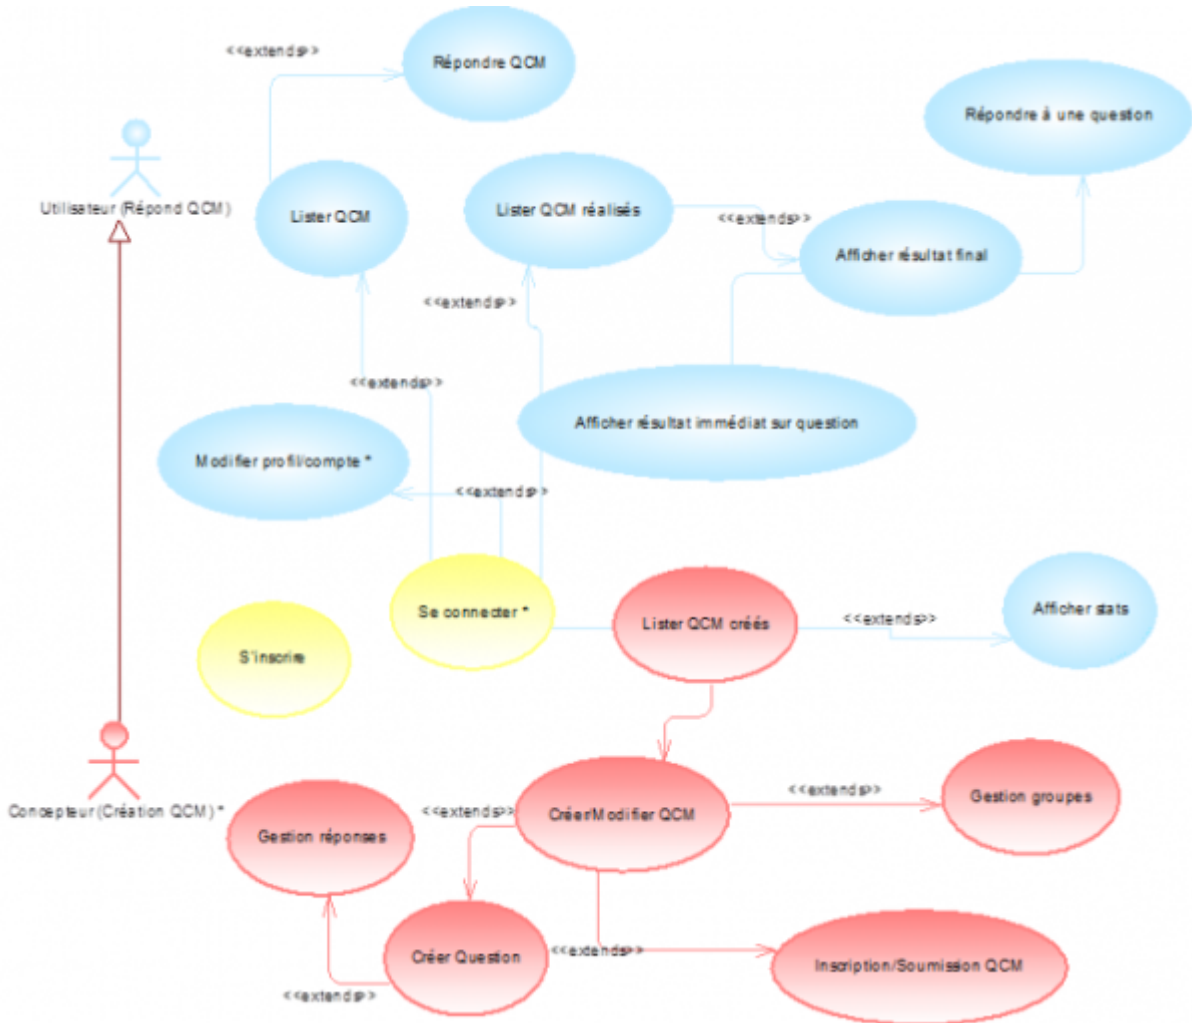 <<extends>>
Répondre QCM
Répondre à une question
Utilisateur (Répond QCM)
Lister QCM
Lister QCM réalisés
<<extends>>
Afficher résultat final
<<extends>>
<<extends>>
Afficher résultat immédiat sur question
Modifier profil/compte *
<<extends>>
Se connecter *
Lister QCM créés
<<extends>>
Afficher stats
S'inscrire
Concepteur (Création QCM) *
Gestion réponses
<<extends>>
Créer/Modifier QCM
<<extends>>
Gestion groupes
Créer Question
<<extends>>
Inscription/Soumission QCM
<<extends>>